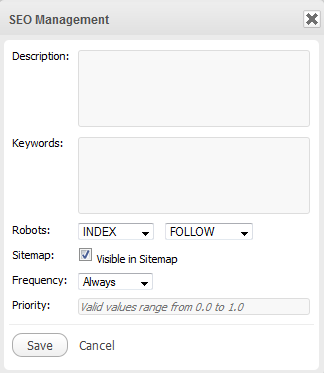 SEO Management
Description:
Keywords:
Robots: INDEX FOLLOW
Sitemap: Visible in Sitemap
Frequency: Always
Priority: Valid values range from 0.0 to 1.0
Save Cancel